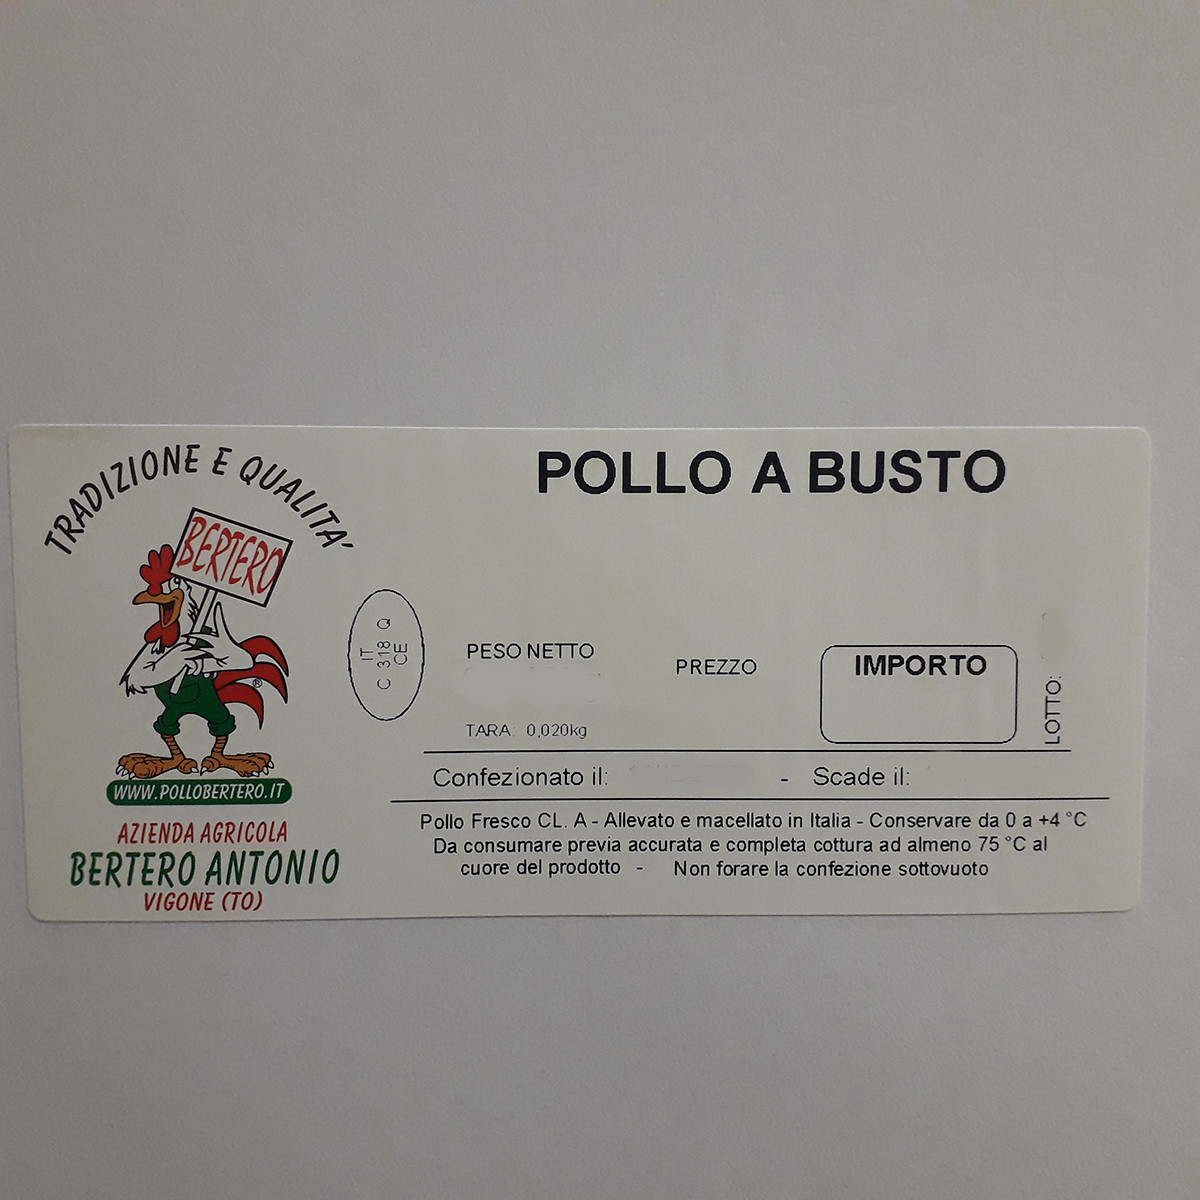 TRADIZIONE E QUALITA'
BERTERO
®
WWW.POLLOBERTERO.IT
AZIENDA AGRICOLA
BERTERO ANTONIO
VIGONE (TO)
IT
C 318 Q
CE
POLLO A BUSTO
PESO NETTO
PREZZO
IMPORTO
LOTTO:
TARA: 0,020kg
Confezionato il: - Scade il:
Pollo Fresco CL. A - Allevato e macellato in Italia - Conservare da 0 a +4 °C
Da consumare previa accurata e completa cottura ad almeno 75 °C al
cuore del prodotto - Non forare la confezione sottovuoto